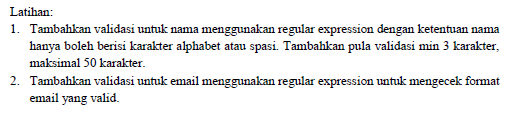 Latihan:
1. Tambahkan validasi untuk nama menggunakan regular expression dengan ketentuan nama
hanya boleh berisi karakter alphabet atau spasi. Tambahkan pula validasi min 3 karakter,
maksimal 50 karakter.
2. Tambahkan validasi untuk email menggunakan regular expression untuk mengecek format
email yang valid.